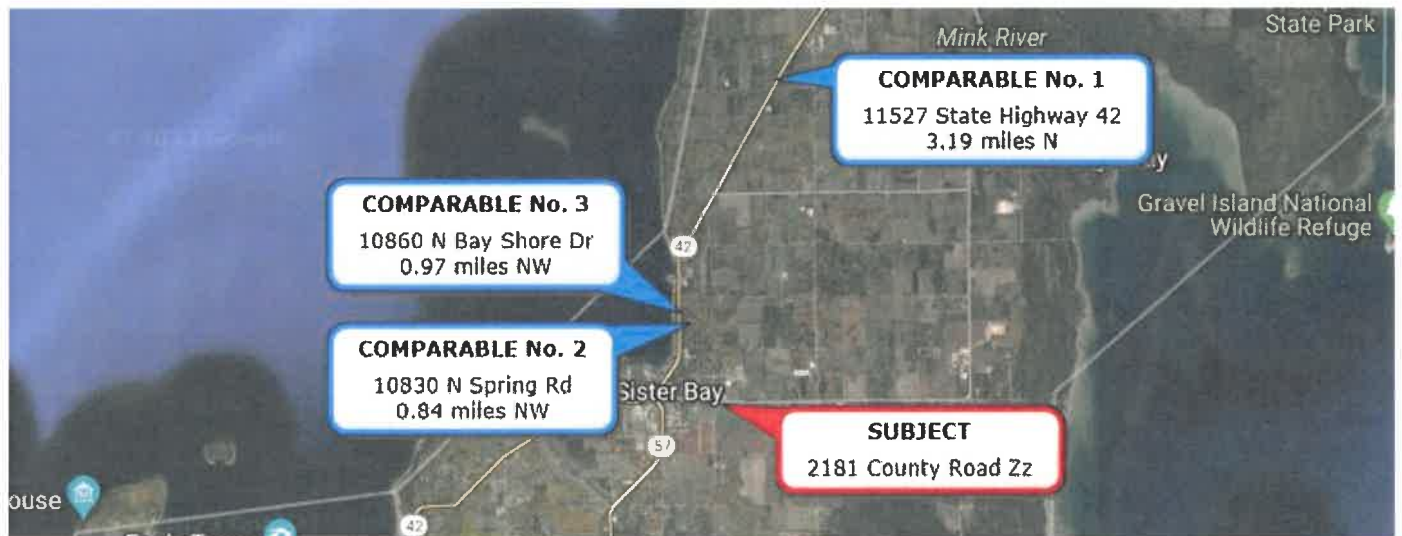 State Park
Mink River
COMPARABLE No. 1
11527 State Highway 42
3.19 miles N
y
Gravel Island National
Wildlife Refuge
COMPARABLE No. 3
10860 N Bay Shore Dr
0.97 miles NW
42
COMPARABLE No. 2
10830 N Spring Rd
0.84 miles NW
Sister Bay
SUBJECT
2181 County Road Zz
57
ouse
42